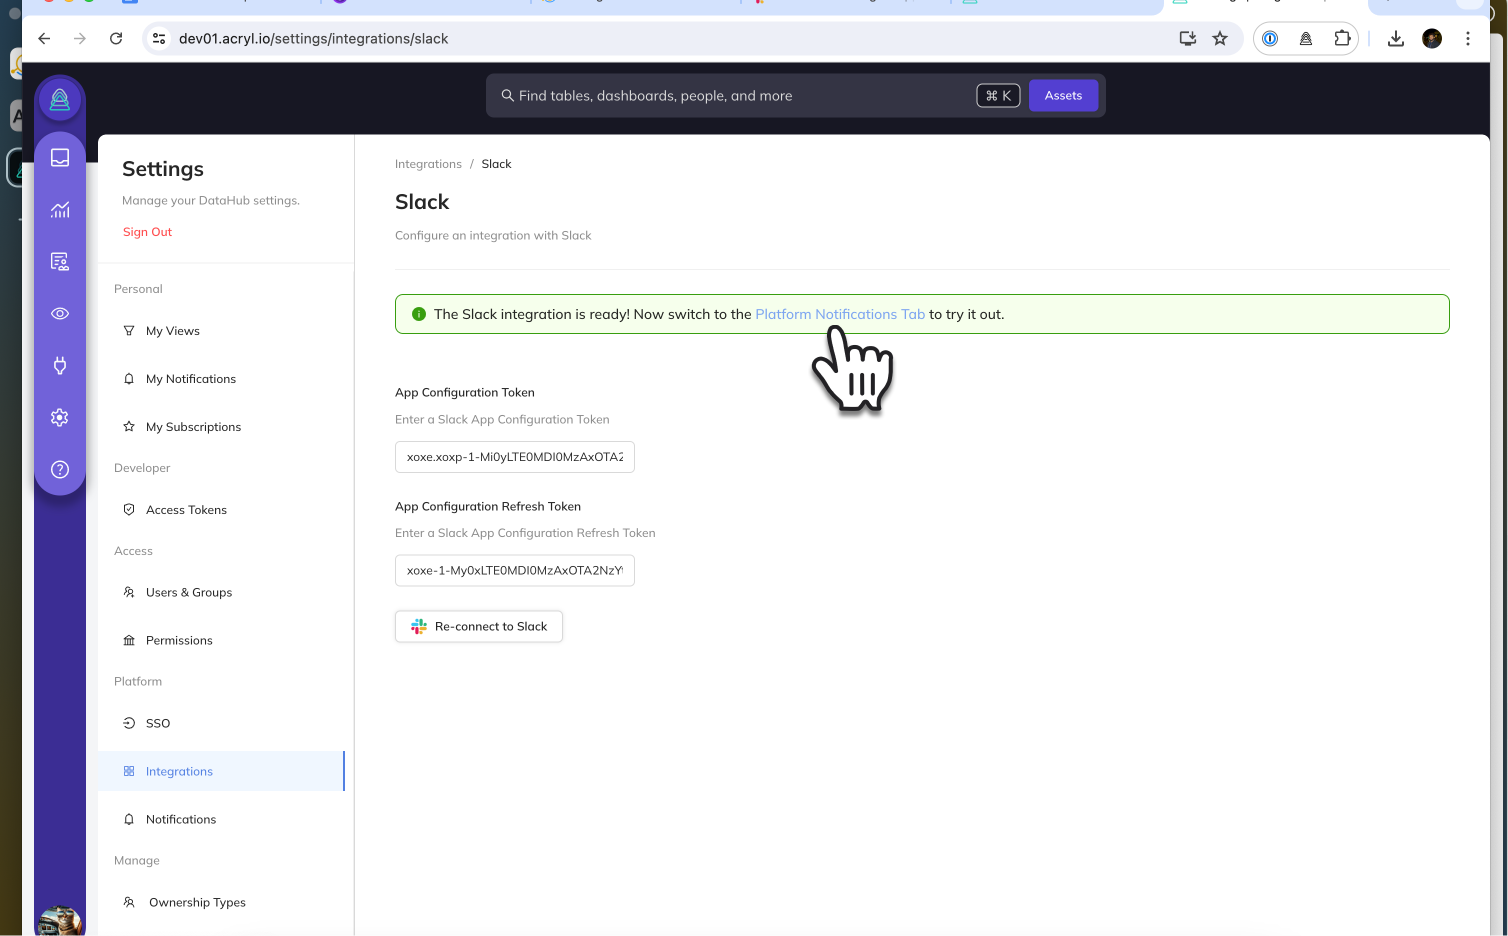 dev01.acryl.io/settings/integrations/slack
Find tables, dashboards, people, and more
⌘ K
Assets
Settings
Manage your DataHub settings.
Sign Out
Personal
My Views
My Notifications
My Subscriptions
Developer
Access Tokens
Access
Users & Groups
Permissions
Platform
SSO
Integrations
Notifications
Manage
Ownership Types
Integrations / Slack
Slack
Configure an integration with Slack
The Slack integration is ready! Now switch to the Platform Notifications Tab to try it out.
App Configuration Token
Enter a Slack App Configuration Token
xoxe.xoxp-1-Mi0yLTE0MDI0MzAxOTA2
App Configuration Refresh Token
Enter a Slack App Configuration Refresh Token
xoxe-1-My0xLTE0MDI0MzAxOTA2NzY
Re-connect to Slack